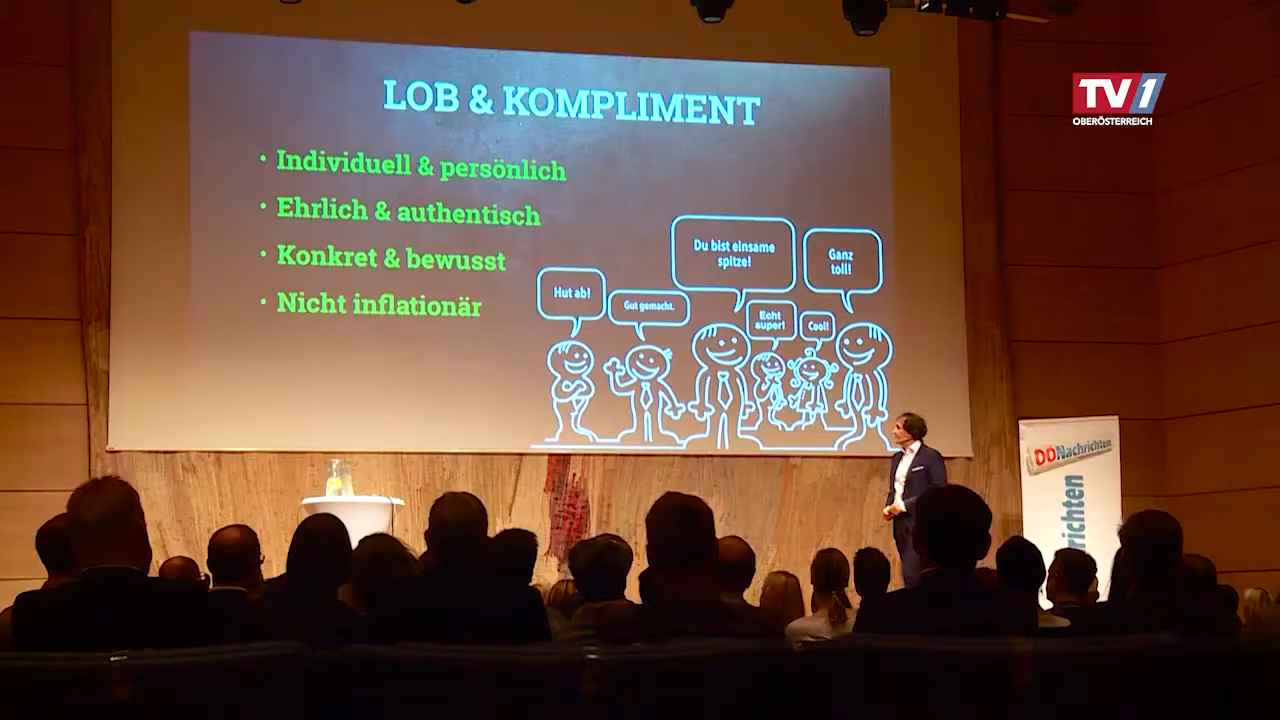 LOB & KOMPLIMENT
• Individuell & persönlich
• Ehrlich & authentisch
• Konkret & bewusst
• Nicht inflationär
Hut ab!
Gut gemacht.
Du bist einsame
spitze!
Echt
super!
Cool!
Ganz
toll!
TV1
OBERÖSTERREICH
OÖNachrichten
richten